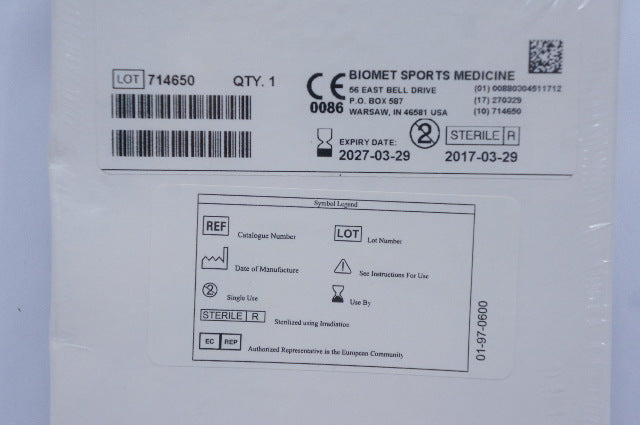 LOT 714650 QTY. 1
CE 0086
BIOMET SPORTS MEDICINE
56 EAST BELL DRIVE
P.O. BOX 587
WARSAW, IN 46581 USA
(01) 00880304511712
(17) 270329
(10) 714650
EXPIRY DATE:
2027-03-29
2
STERILE R
2017-03-29
Symbol Legend
REF Catalogue Number
LOT Lot Number
Date of Manufacture
See Instructions For Use
2 Single Use
Use By
STERILE R Sterilized using Irradiation
EC REP Authorized Representative in the European Community
01-97-0600